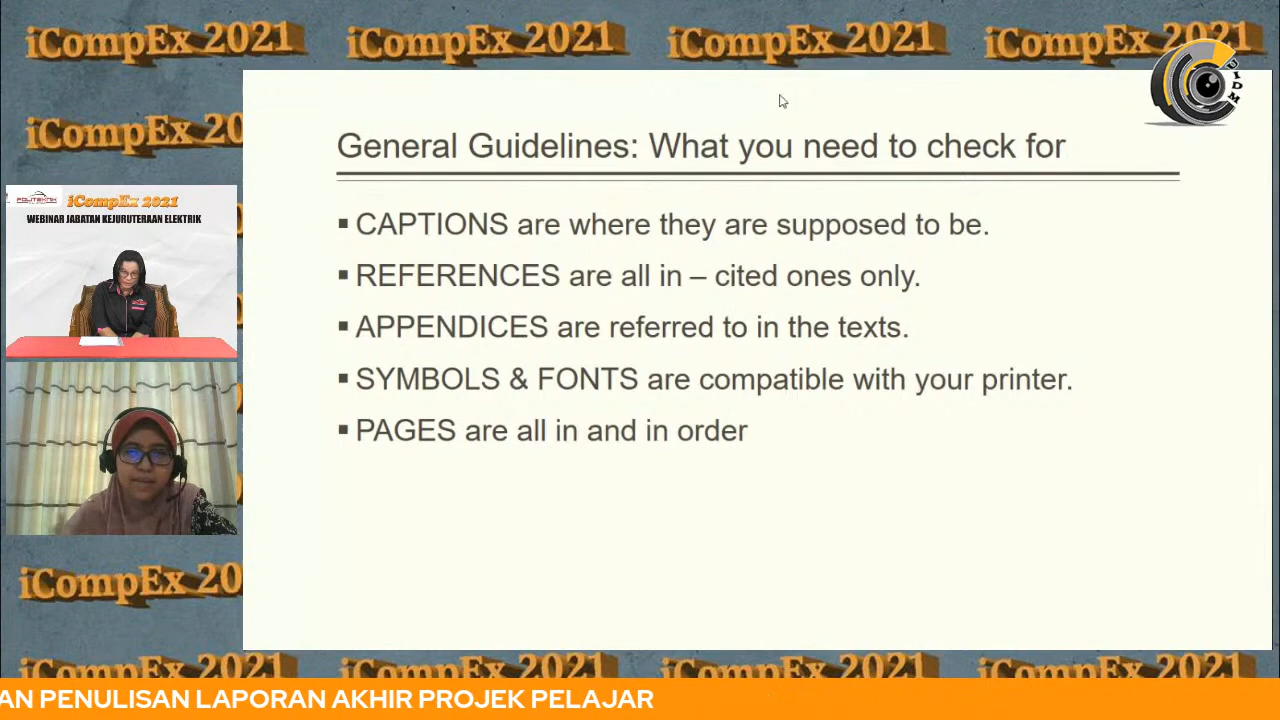 iCompEx 2021 iCompEx 2021 iCompEx 2021 iCompEx 2021
UIDM
iCompEx 20
POLITEKNIK
iCompEx 2021
WEBINAR JABATAN KEJURUTERAAN ELEKTRIK
General Guidelines: What you need to check for
▪ CAPTIONS are where they are supposed to be.
▪ REFERENCES are all in – cited ones only.
▪ APPENDICES are referred to in the texts.
▪ SYMBOLS & FONTS are compatible with your printer.
▪ PAGES are all in and in order
iCompEx 20
iCompEx 2021 iCompEx 2021 iCompEx 2021 iCompEx 2021
AN PENULISAN LAPORAN AKHIR PROJEK PELAJAR